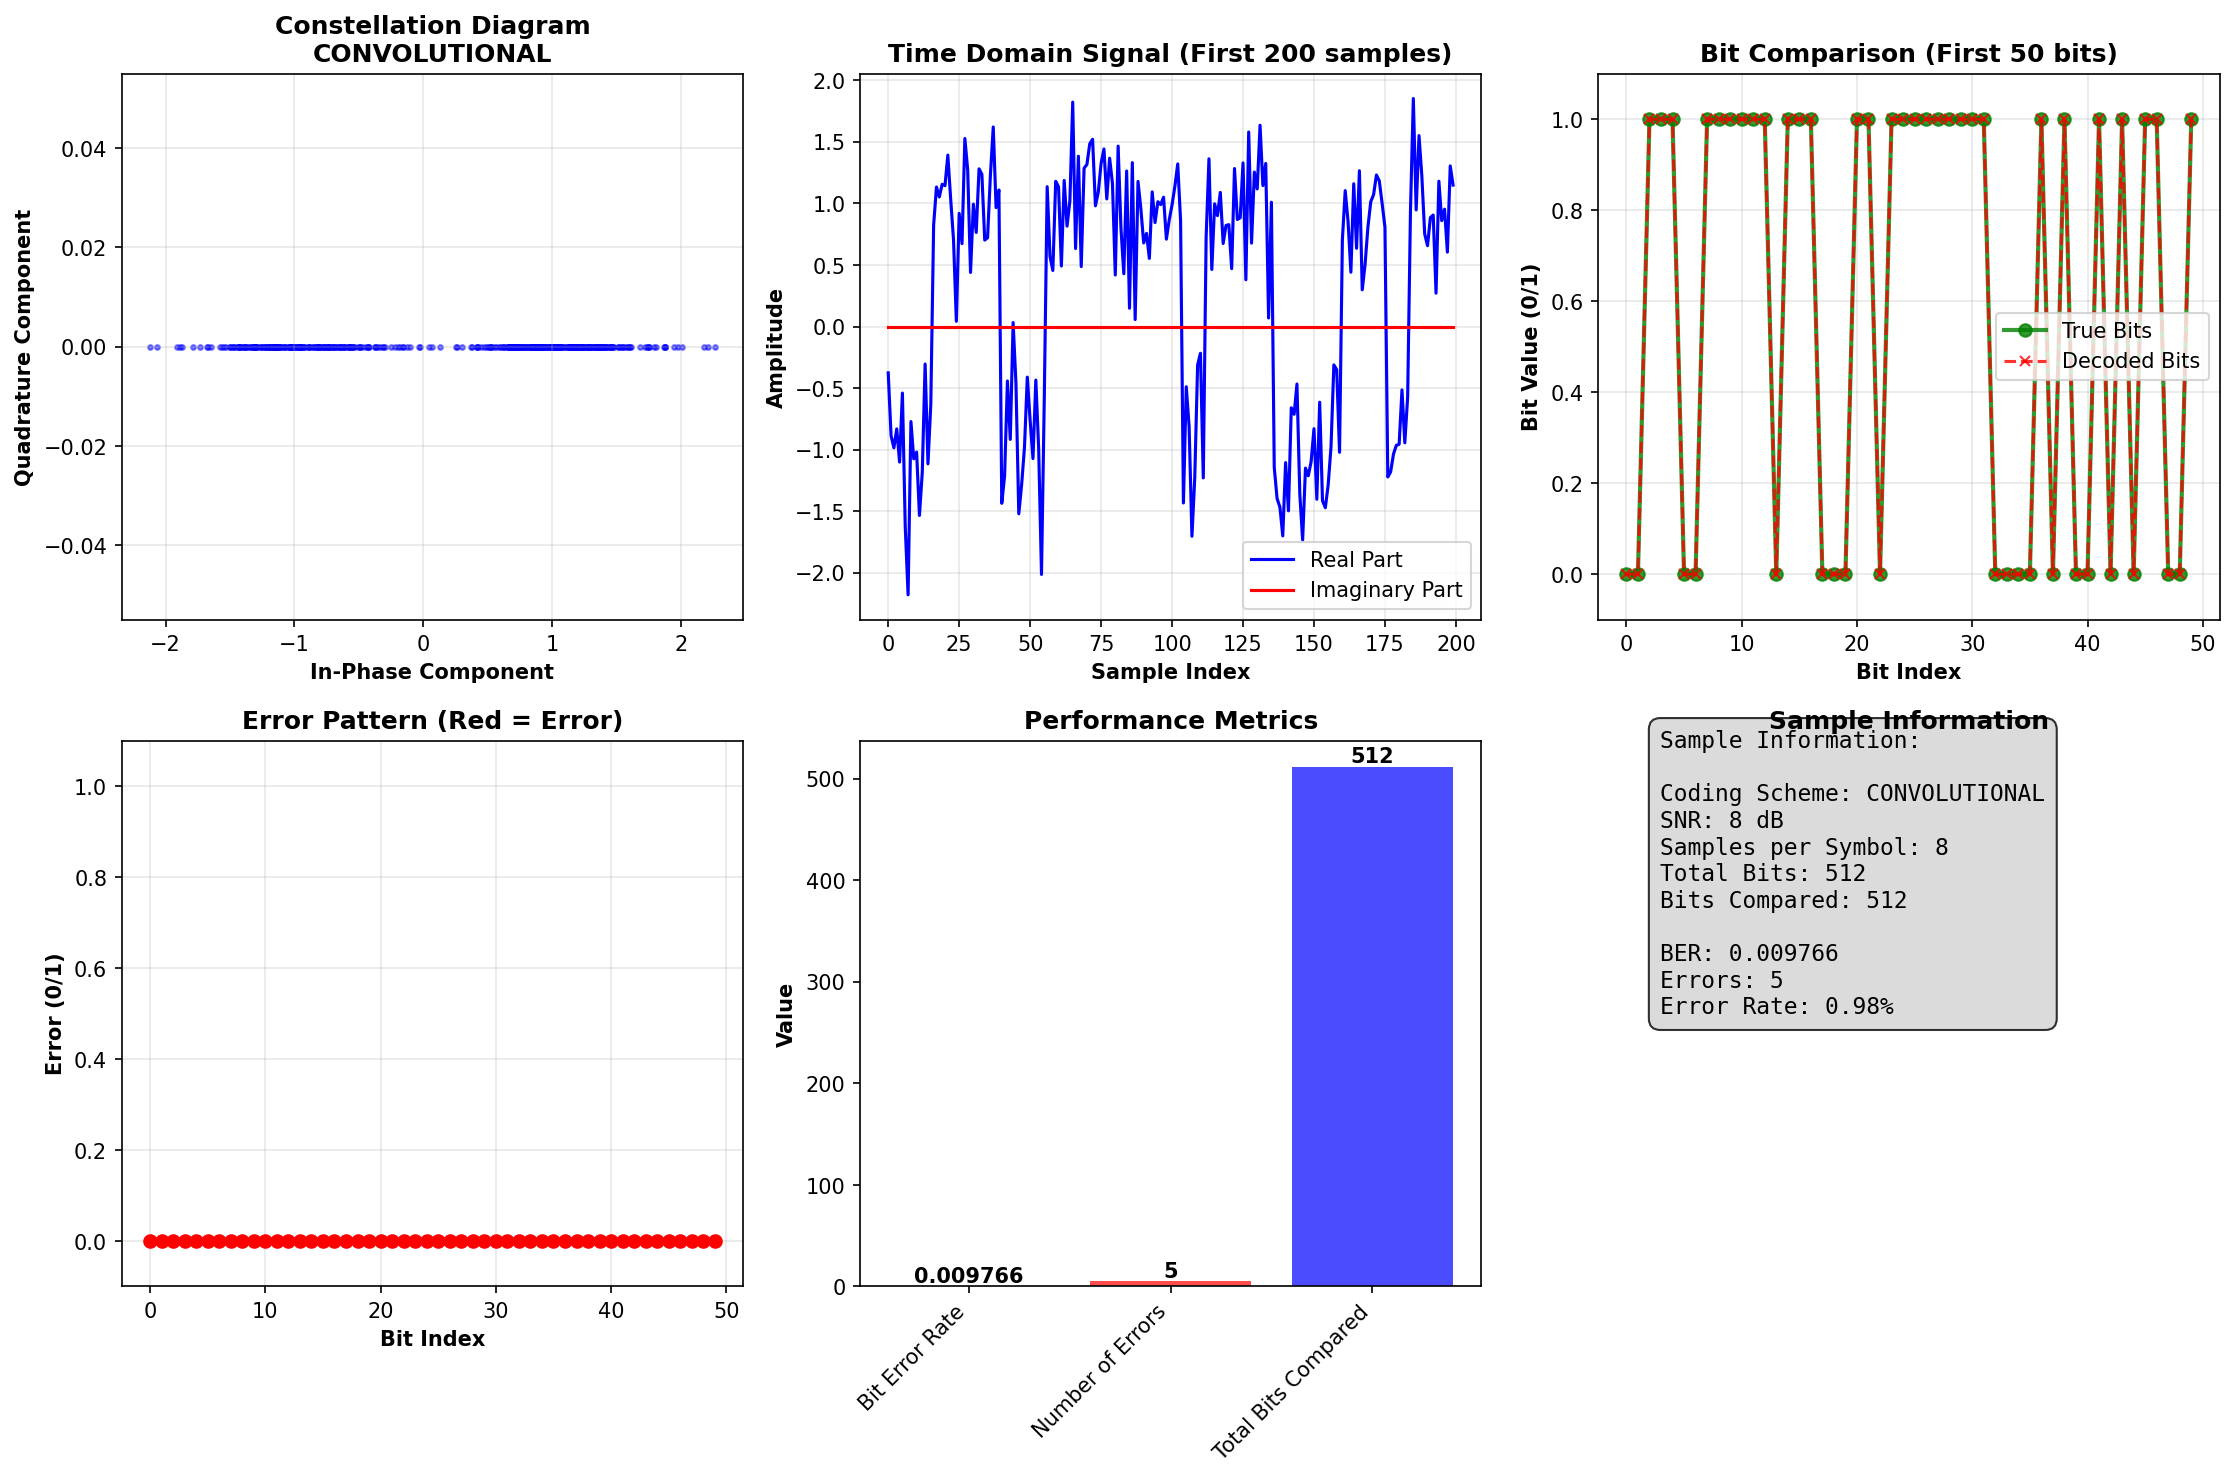 Constellation Diagram
CONVOLUTIONAL
Quadrature Component
0.04
0.02
0.00
−0.02
−0.04
−2
−1
0
1
2
In-Phase Component
Time Domain Signal (First 200 samples)
Amplitude
2.0
1.5
1.0
0.5
0.0
−0.5
−1.0
−1.5
−2.0
Real Part
Imaginary Part
0
25
50
75
100
125
150
175
200
Sample Index
Bit Comparison (First 50 bits)
Bit Value (0/1)
1.0
0.8
0.6
0.4
0.2
0.0
True Bits
Decoded Bits
0
10
20
30
40
50
Bit Index
Error Pattern (Red = Error)
Error (0/1)
1.0
0.8
0.6
0.4
0.2
0.0
0
10
20
30
40
50
Bit Index
Performance Metrics
Value
500
400
300
200
100
0
0.009766
5
512
Bit Error Rate
Number of Errors
Total Bits Compared
Sample Information
Sample Information:
Coding Scheme: CONVOLUTIONAL
SNR: 8 dB
Samples per Symbol: 8
Total Bits: 512
Bits Compared: 512
BER: 0.009766
Errors: 5
Error Rate: 0.98%